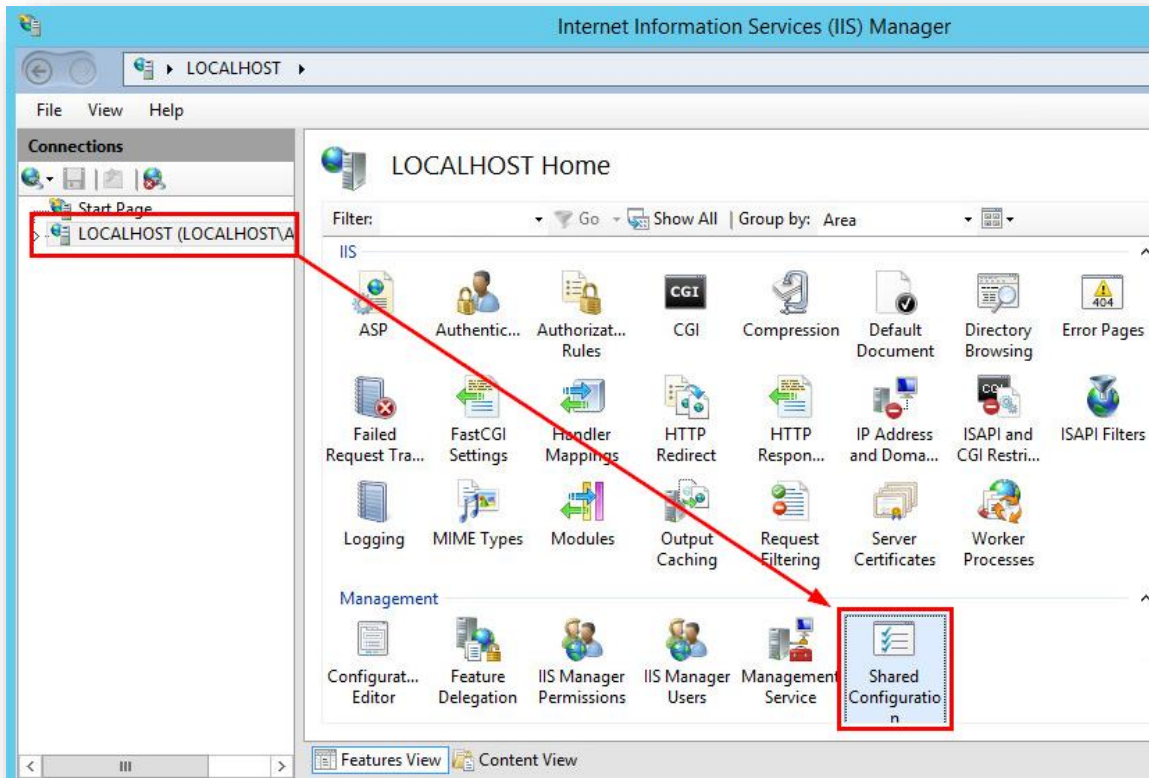 Internet Information Services (IIS) Manager
LOCALHOST
File View Help
Connections
Start Page
LOCALHOST (LOCALHOST\A
LOCALHOST Home
Filter: Go Show All Group by: Area
IIS
ASP Authentic... Authorizat... CGI Compression Default Directory Error Pages
Rules Document Browsing
CGI
404
Failed FastCGI Handler HTTP HTTP IP Address ISAPI and ISAPI Filters
Request Tra... Settings Mappings Redirect Respon... and Doma... CGI Restri...
Logging MIME Types Modules Output Request Server Worker
Caching Filtering Certificates Processes
Management
Configurat... Feature IIS Manager IIS Manager Management Shared
Editor Delegation Permissions Users Service Configuratio
n
Features View Content View